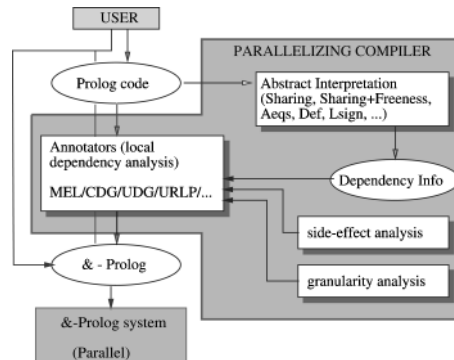 USER
PARALLELIZING COMPILER
Prolog code
Abstract Interpretation
(Sharing, Sharing+Freeness,
Aeqs, Def, Lsign, ...)
Annotators (local
dependency analysis)
MEL/CDG/UDG/URLP/...
Dependency Info
side-effect analysis
& - Prolog
granularity analysis
&-Prolog system
(Parallel)